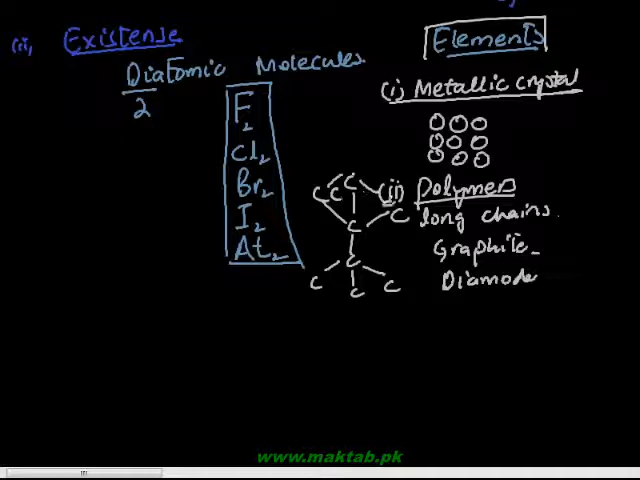 (ii, Existense
Diatomic Molecules
2
F2
Cl2
Br2
I2
At2
Elements
(i) Metallic crystal
(ii) Polymers
long chains.
Graphite
Diamode
C C C
C
C
C
C C C
www.maktab.pk